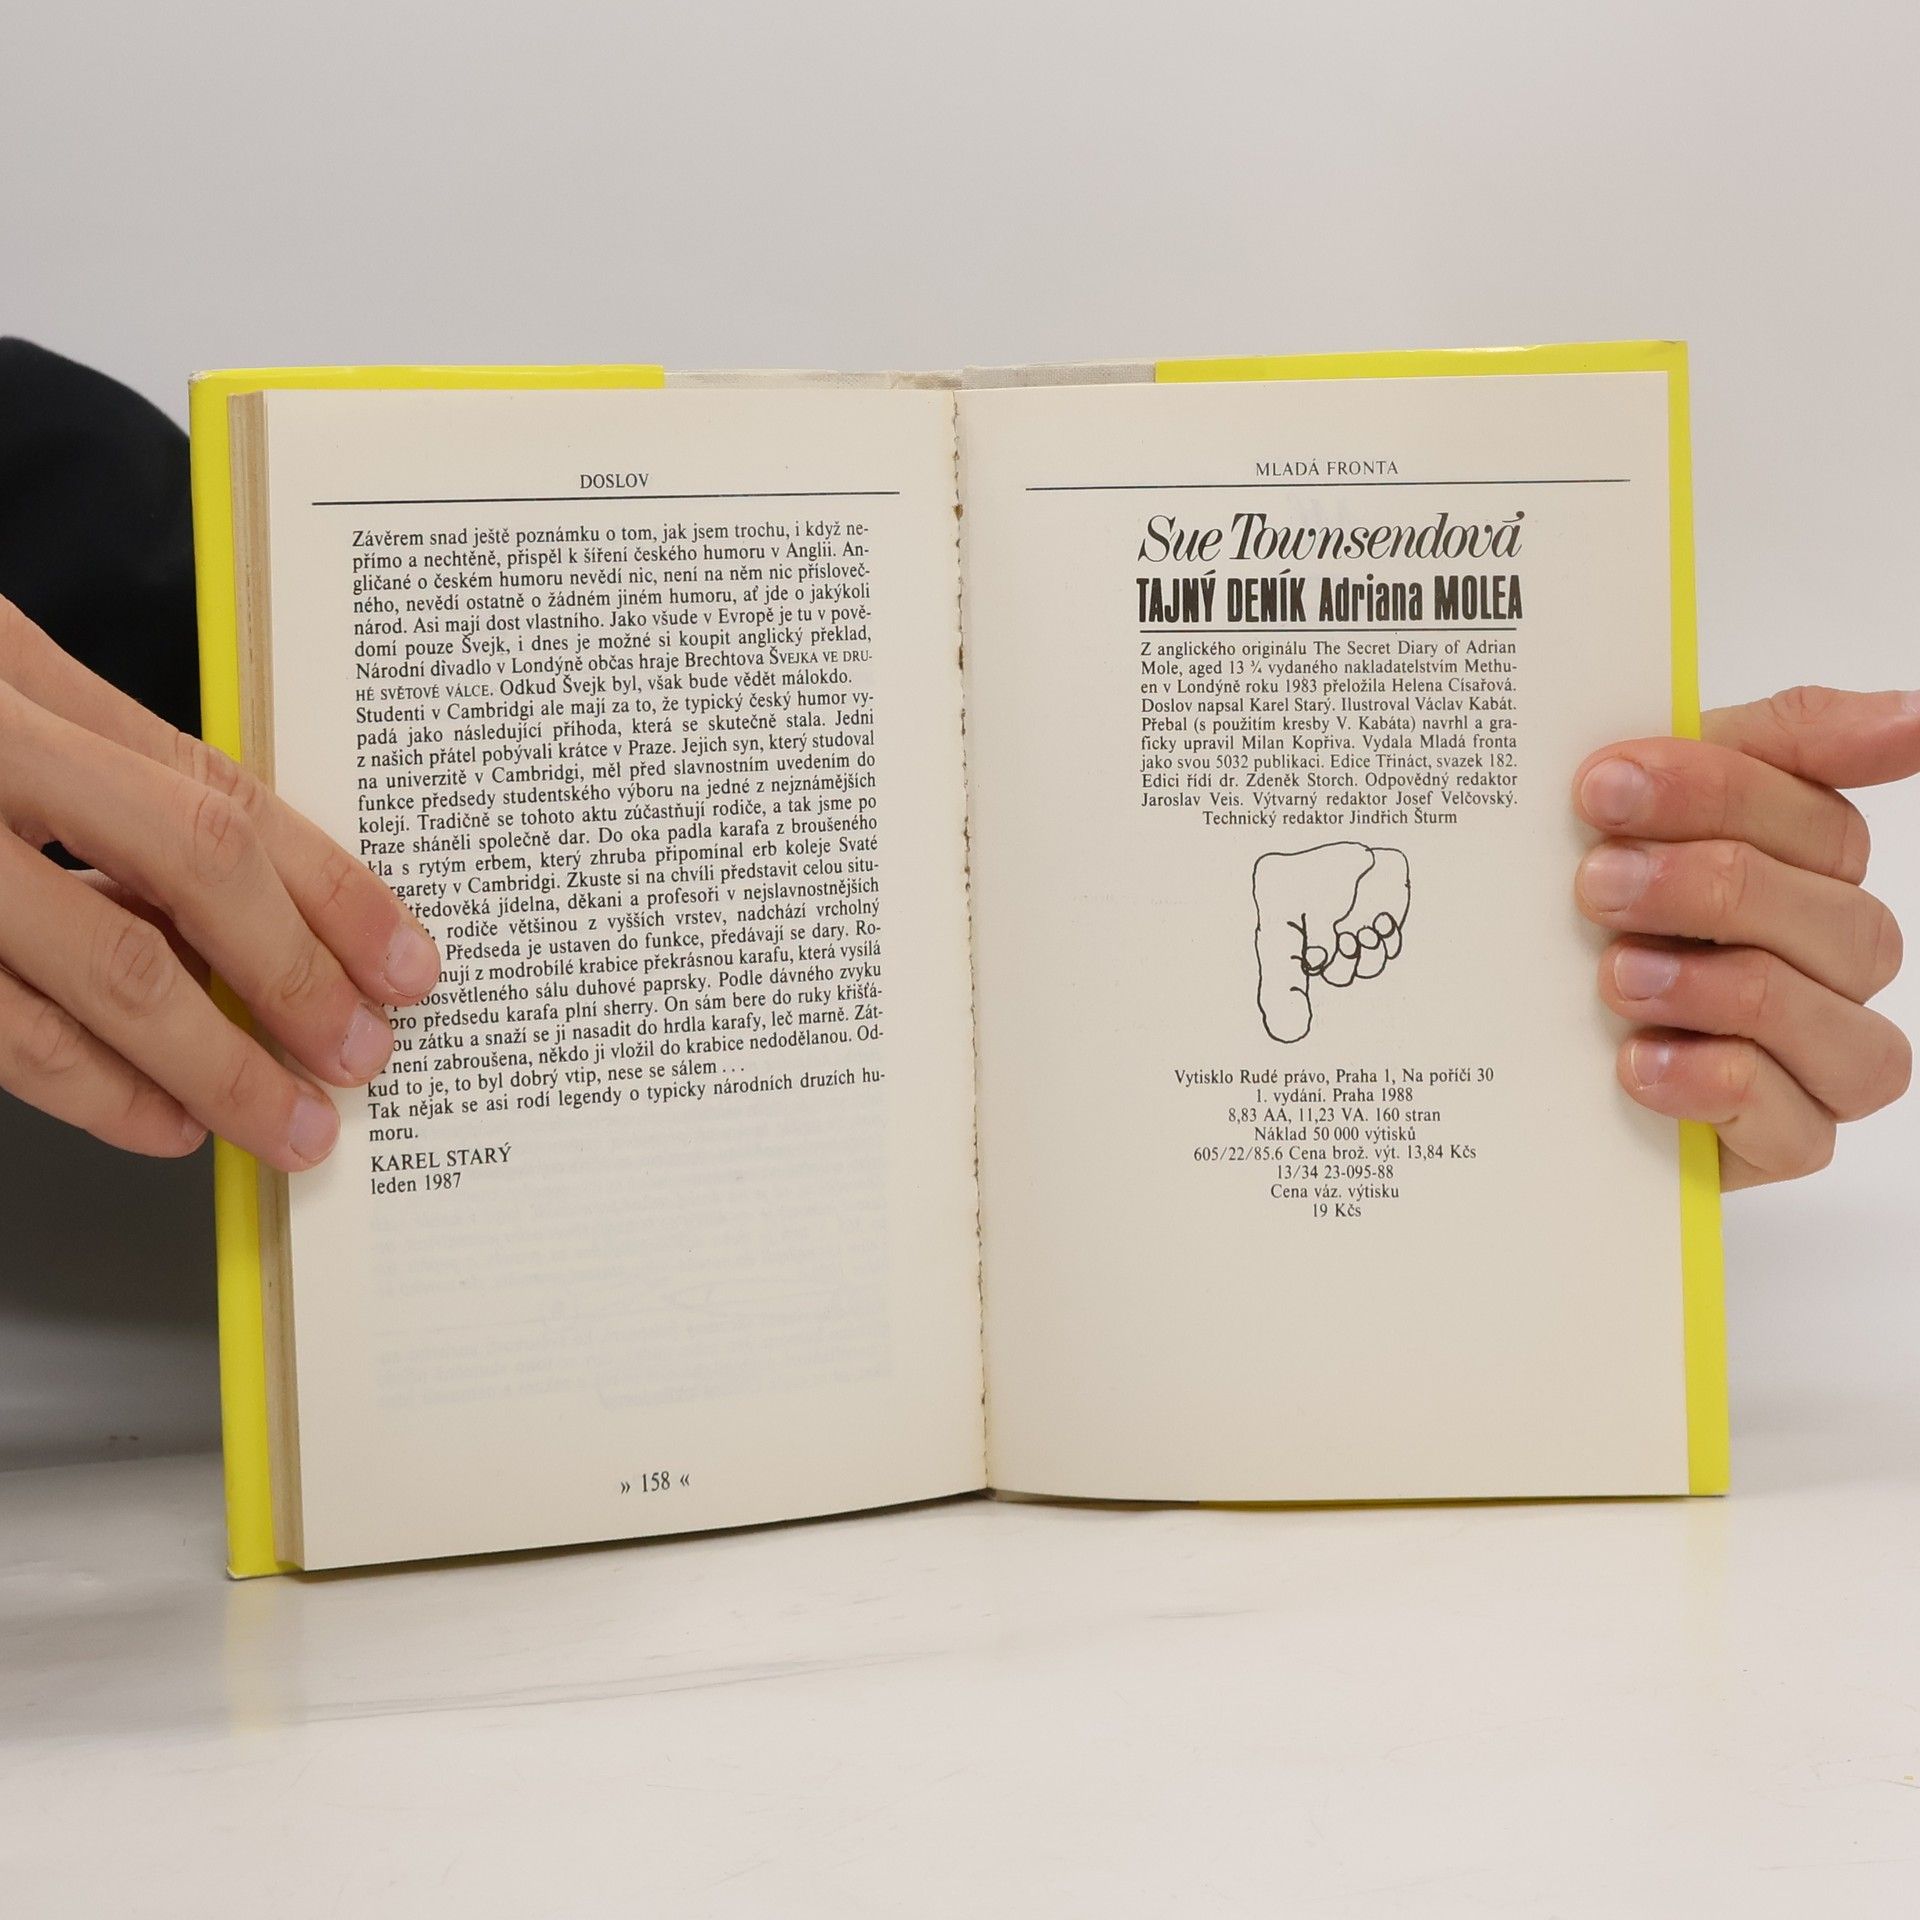 DOSLOV
Závěrem snad ještě poznámku o tom, jak jsem trochu, i když ne-
přímo a nechtěně, přispěl k šíření českého humoru v Anglii. An-
gličané o českém humoru nevědí nic, není na něm nic přísloveč-
ného, nevědí ostatně o žádném jiném humoru, ať jde o jakýkoli
národ. Asi mají dost vlastního. Jako všude v Evropě je tu v pově-
domí pouze Švejk, i dnes je možné si koupit anglický překlad,
Národní divadlo v Londýně občas hraje Brechtova ŠVEJKA VE DRU-
HÉ SVĚTOVÉ VÁLCE. Odkud Švejk byl, však bude vědět málokdo.
Studenti v Cambridgi ale mají za to, že typický český humor vy-
padá jako následující příhoda, která se skutečně stala. Jedni
z našich přátel pobývali krátce v Praze. Jejich syn, který studoval
na univerzitě v Cambridgi, měl před slavnostním uvedením do
funkce předsedy studentského výboru na jedné z nejznámějších
kolejí. Tradičně se tohoto aktu zúčastňují rodiče, a tak jsme po
Praze sháněli společně dar. Do oka padla karafa z broušeného
s rytým erbem, který zhruba připomínal erb koleje Svaté
v Cambridgi. Zkuste si na chvíli představit celou situ-
jídelna, děkani a profesoři v nejslavnostnějších
rodiče většinou z vyšších vrstev, nadchází vrcholný
Předseda je ustaven do funkce, předávají se dary. Ro-
z modrobílé krabice překrásnou karafu, která vysílá
sálu duhové paprsky. Podle dávného zvyku
pro předsedu karafa plní sherry. On sám bere do ruky křišťá-
zátku a snaží se ji nasadit do hrdla karafy, leč marně. Zát-
není zabroušena, někdo ji vložil do krabice nedodělanou. Od-
kud to je, to byl dobrý vtip, nese se sálem ...
Tak nějak se asi rodí legendy o typicky národních druzích hu-
moru.
KAREL STARÝ
leden 1987
» 158 «
MLADÁ FRONTA
Sue Townsendová
TAJNÝ DENÍK Adriana MOLEA
Z anglického originálu The Secret Diary of Adrian
Mole, aged 13 ¾ vydaného nakladatelstvím Methu-
en v Londýně roku 1983 přeložila Helena Císařová.
Doslov napsal Karel Starý. Ilustroval Václav Kabát.
Přebal (s použitím kresby V. Kabáta) navrhl a gra-
ficky upravil Milan Kopřiva. Vydala Mladá fronta
jako svou 5032 publikaci. Edice Třináct, svazek 182.
Edici řídí dr. Zdeněk Storch. Odpovědný redaktor
Jaroslav Veis. Výtvarný redaktor Josef Velčovský.
Technický redaktor Jindřich Šturm
Vytisklo Rudé právo, Praha 1, Na poříčí 30
1. vydání. Praha 1988
8,83 AA, 11,23 VA. 160 stran
Náklad 50 000 výtisků
605/22/85.6 Cena brož. výt. 13,84 Kčs
13/34 23-095-88
Cena váz. výtisku
19 Kčs